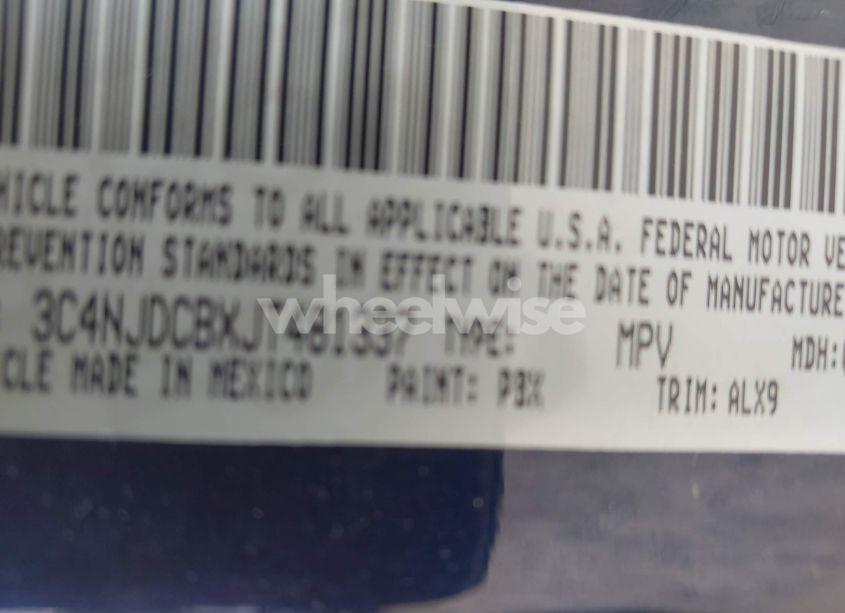 HICLE CONFORMS TO ALL APPLICABLE U.S.A. FEDERAL MOTOR VE
REVENTION STANDARDS IN EFFECT ON THE DATE OF MANUFACTURE
3C4NJDCBXJT481337 TYPE: MPV MDH:
CLE MADE IN MEXICO PAINT: PBX TRIM: ALX9
wheelwise